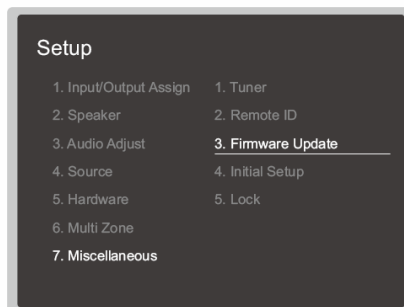 Setup
1. Input/Output Assign
2. Speaker
3. Audio Adjust
4. Source
5. Hardware
6. Multi Zone
7. Miscellaneous
1. Tuner
2. Remote ID
3. Firmware Update
4. Initial Setup
5. Lock